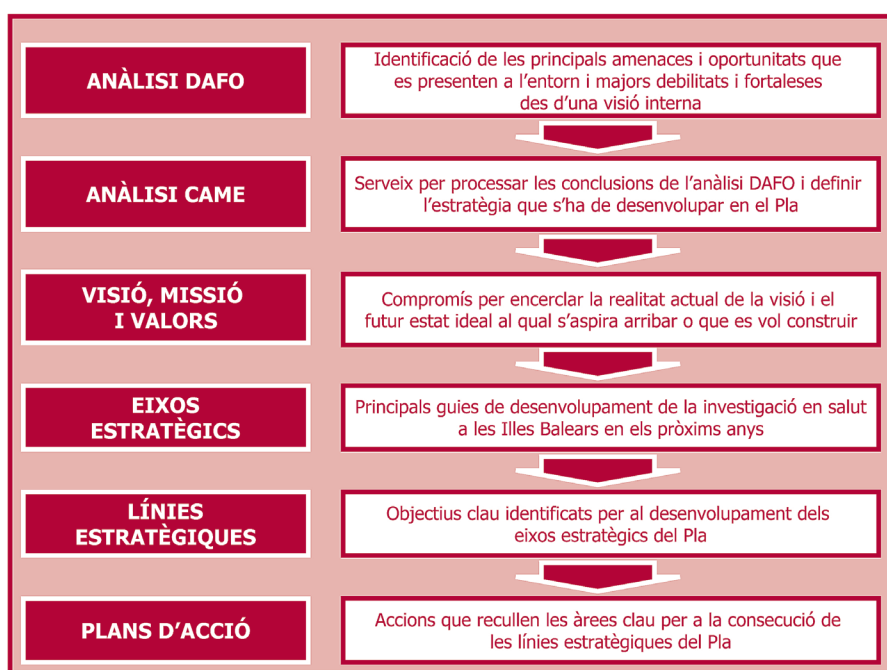 ANÀLISI DAFO
Identificació de les principals amenaces i oportunitats que
es presenten a l'entorn i majors debilitats i fortaleses
des d'una visió interna
ANÀLISI CAME
Serveix per processar les conclusions de l'anàlisi DAFO i definir
l'estratègia que s'ha de desenvolupar en el Pla
VISIÓ, MISSIÓ
I VALORS
Compromís per encerclar la realitat actual de la visió i el
futur estat ideal al qual s'aspira arribar o que es vol construir
EIXOS
ESTRATÈGICS
Principals guies de desenvolupament de la investigació en salut
a les Illes Balears en els pròxims anys
LÍNIES
ESTRATÈGIQUES
Objectius clau identificats per al desenvolupament dels
eixos estratègics del Pla
PLANS D'ACCIÓ
Accions que recullen les àrees clau per a la consecució de
les línies estratègiques del Pla